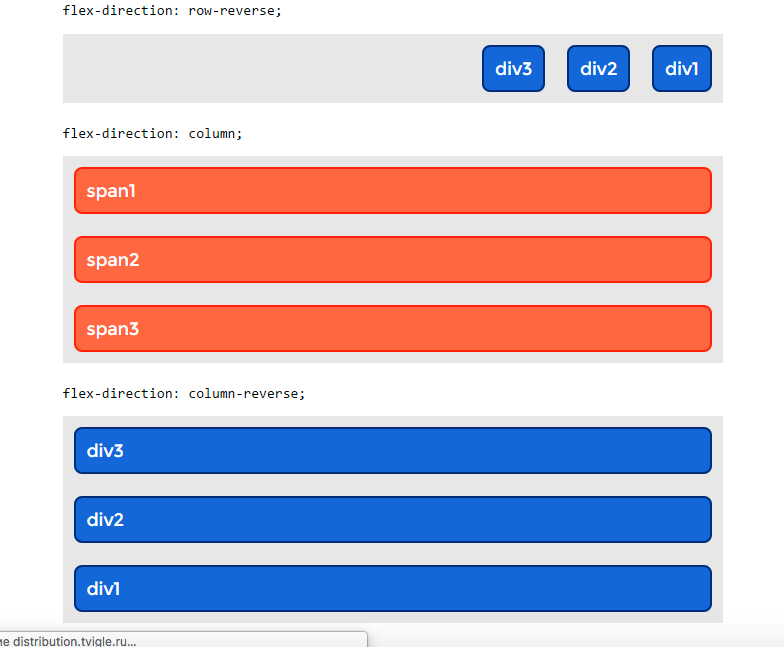 flex-direction: row-reverse;
div3 div2 div1
flex-direction: column;
span1
span2
span3
flex-direction: column-reverse;
div3
div2
div1
distribution.tvigle.ru...